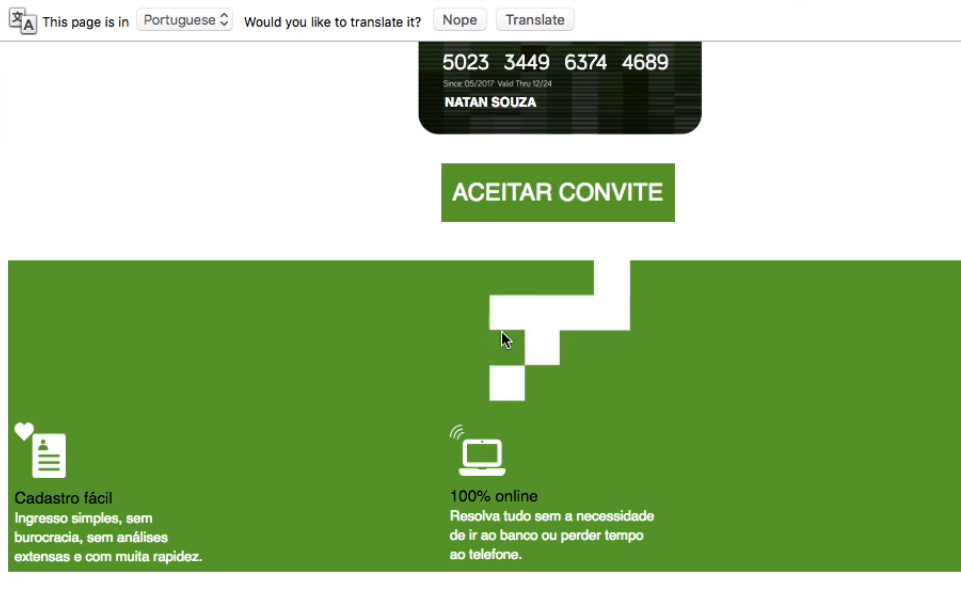 This page is in Portuguese Would you like to translate it? Nope Translate
5023 3449 6374 4689
Since: 05/2017 Valid Thru 12/24
NATAN SOUZA
ACEITAR CONVITE
Cadastro fácil
Ingresso simples, sem
burocracia, sem análises
extensas e com muita rapidez.
100% online
Resolva tudo sem a necessidade
de ir ao banco ou perder tempo
ao telefone.